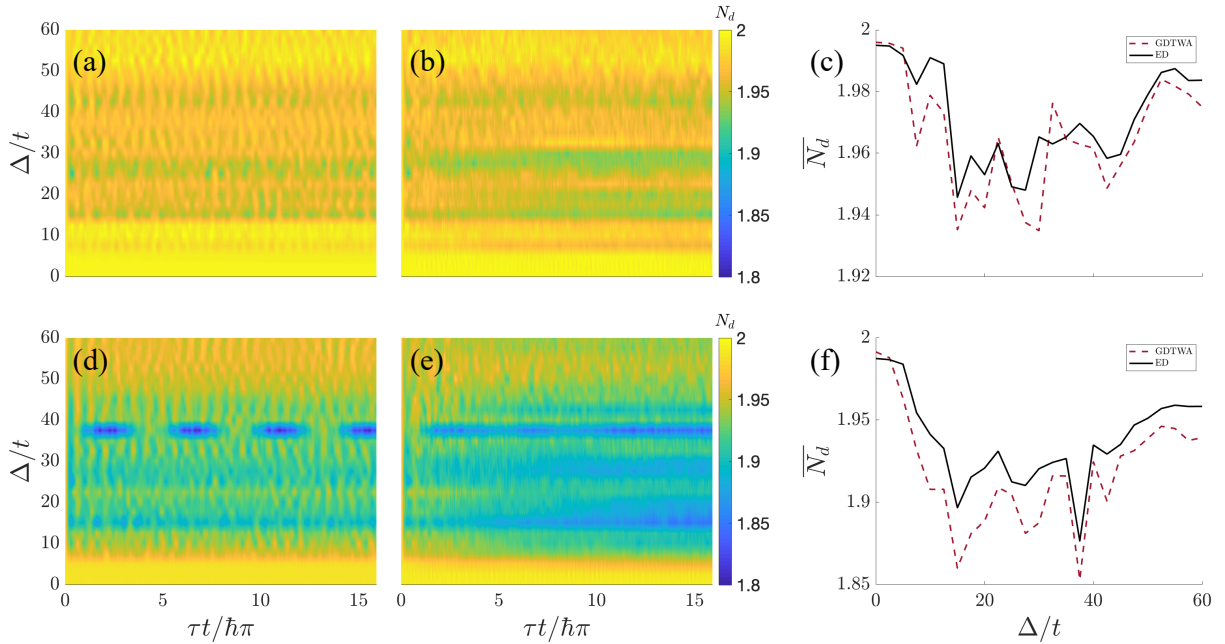 (a)
(b)
(c)
Δ/t
60
50
40
30
20
10
0
N_d
2
1.95
1.9
1.85
1.8
\overline{N_d}
2
1.98
1.96
1.94
1.92
GDTWA
ED
(d)
(e)
(f)
Δ/t
60
50
40
30
20
10
0
0
5
10
15
τt/ħπ
0
5
10
15
τt/ħπ
N_d
2
1.95
1.9
1.85
1.8
\overline{N_d}
2
1.95
1.9
1.85
GDTWA
ED
0
20
40
60
Δ/t